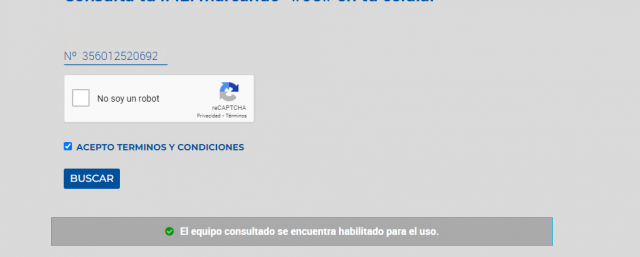 Nº 356012520692
No soy un robot
reCAPTCHA
Privacidad - Términos
ACEPTO TERMINOS Y CONDICIONES
BUSCAR
El equipo consultado se encuentra habilitado para el uso.